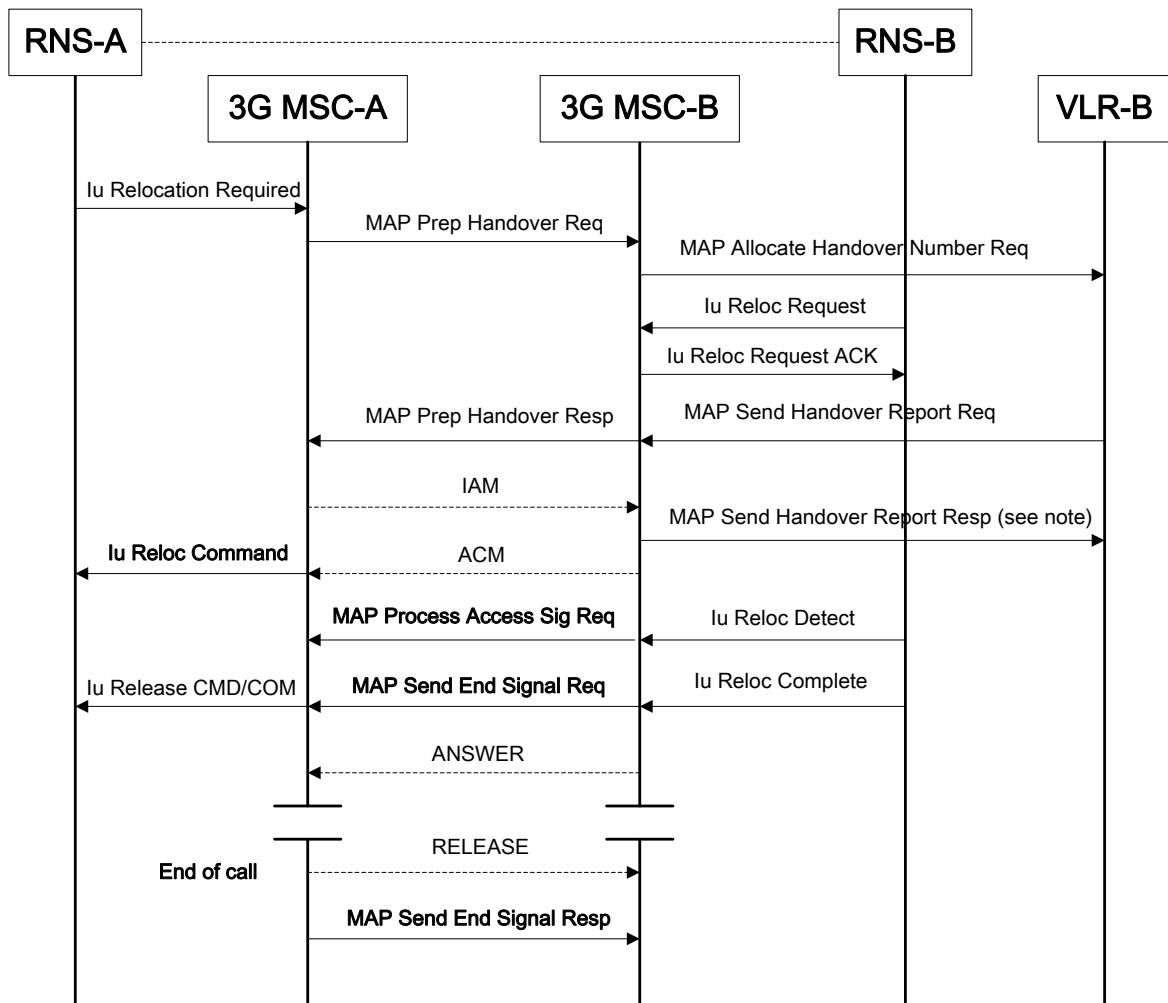 RNS-A
RNS-B
3G MSC-A
3G MSC-B
VLR-B
Iu Relocation Required
MAP Prep Handover Req
MAP Allocate Handover Number Req
Iu Reloc Request
Iu Reloc Request ACK
MAP Prep Handover Resp
MAP Send Handover Report Req
IAM
MAP Send Handover Report Resp (see note)
Iu Reloc Command
ACM
MAP Process Access Sig Req
Iu Reloc Detect
Iu Release CMD/COM
MAP Send End Signal Req
Iu Reloc Complete
ANSWER
RELEASE
End of call
MAP Send End Signal Resp